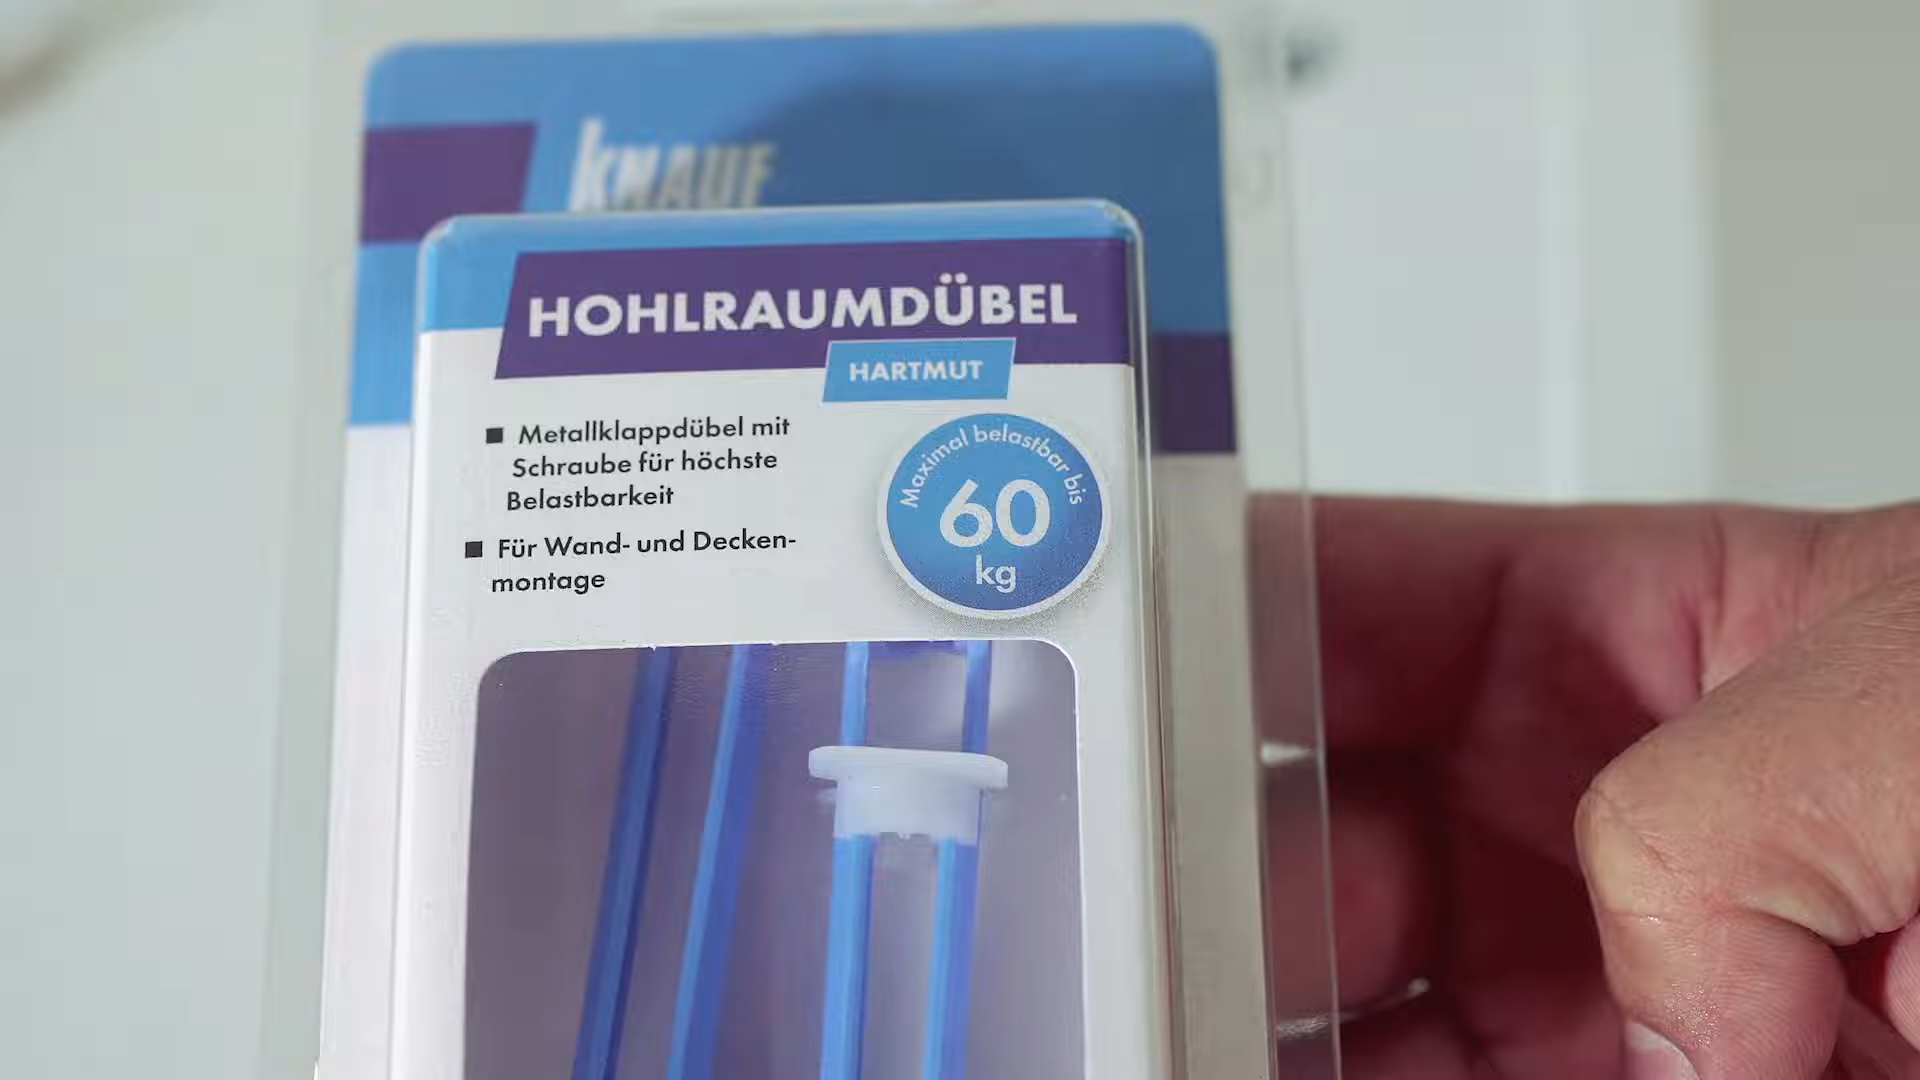 KNAUF
HOHLRAUMDÜBEL
HARTMUT
■ Metallklappdübel mit
Schraube für höchste
Belastbarkeit
■ Für Wand- und Decken-
montage
Maximal belastbar bis
60
kg